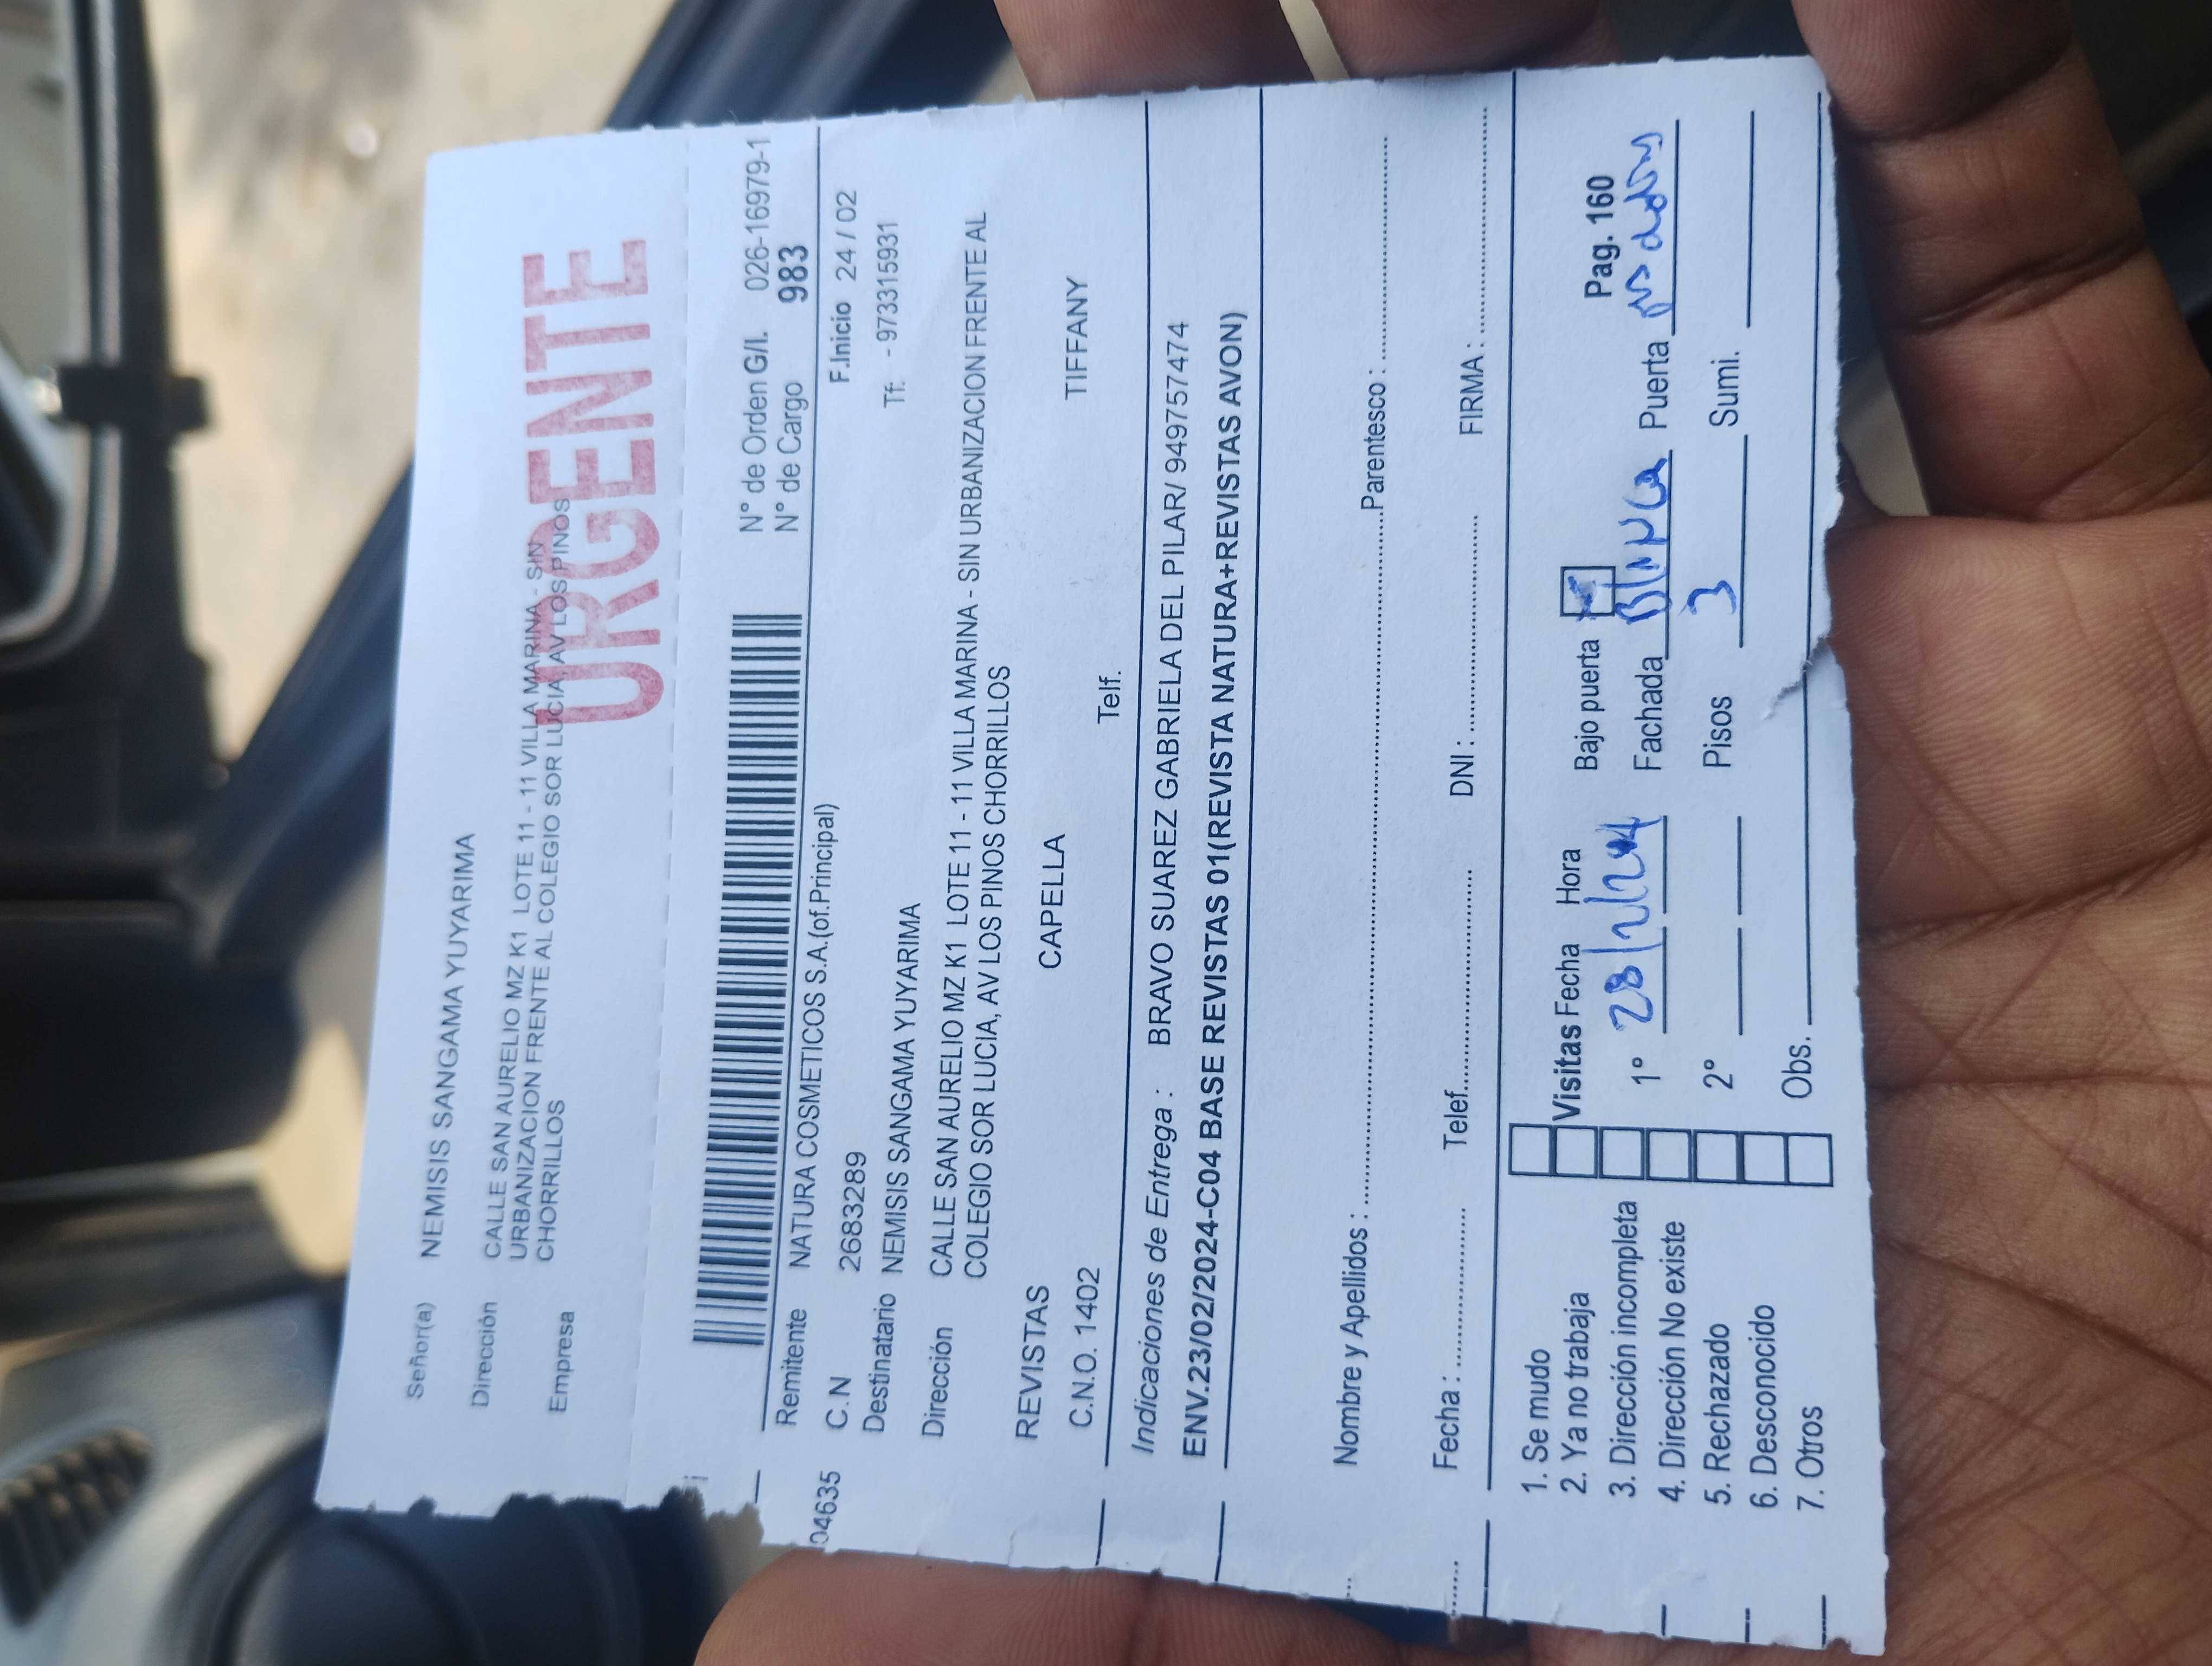 Señor(a) NEMISIS SANGAMA YUYARIMA
Dirección CALLE SAN AURELIO MZ K1 LOTE 11 - 11 VILLA MARINA - SIN
URBANIZACION FRENTE AL COLEGIO SOR LUCIA, AV LOS PINOS
CHORRILLOS
Empresa
URGENTE
N° de Orden G/I. 026-16979-1
N° de Cargo 983
Remitente NATURA COSMETICOS S.A.(of.Principal)
F.Inicio 24 / 02
04635 C.N 2683289
Destinatario NEMISIS SANGAMA YUYARIMA Tf: - 973315931
Dirección CALLE SAN AURELIO MZ K1 LOTE 11 - 11 VILLA MARINA - SIN URBANIZACION FRENTE AL
COLEGIO SOR LUCIA, AV LOS PINOS CHORRILLOS
REVISTAS CAPELLA TIFFANY
C.N.O. 1402 Telf.
Indicaciones de Entrega : BRAVO SUAREZ GABRIELA DEL PILAR/ 949757474
ENV.23/02/2024-C04 BASE REVISTAS 01(REVISTA NATURA+REVISTAS AVON)
Nombre y Apellidos : Parentesco :
Fecha : Telef. DNI : FIRMA :
1. Se mudo
2. Ya no trabaja
3. Dirección incompleta
4. Dirección No existe
5. Rechazado
6. Desconocido
7. Otros
Visitas Fecha Hora Bajo puerta Pag. 160
1° 28/2/24 Fachada Blanca Puerta
2° Pisos 3 Sumi.
Obs.